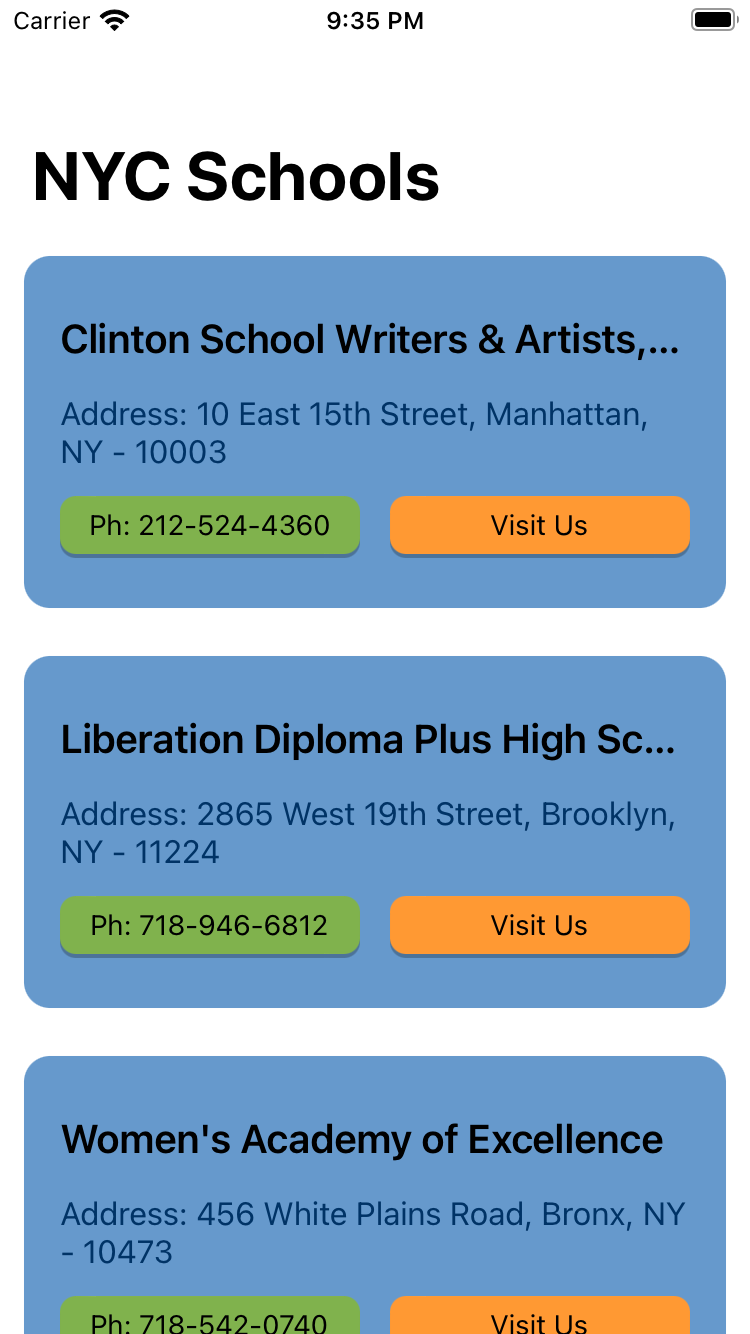 Carrier 9:35 PM
NYC Schools
Clinton School Writers & Artists,...
Address: 10 East 15th Street, Manhattan,
NY - 10003
Ph: 212-524-4360 Visit Us
Liberation Diploma Plus High Sc...
Address: 2865 West 19th Street, Brooklyn,
NY - 11224
Ph: 718-946-6812 Visit Us
Women's Academy of Excellence
Address: 456 White Plains Road, Bronx, NY
- 10473
Ph: 718-542-0740 Visit Us